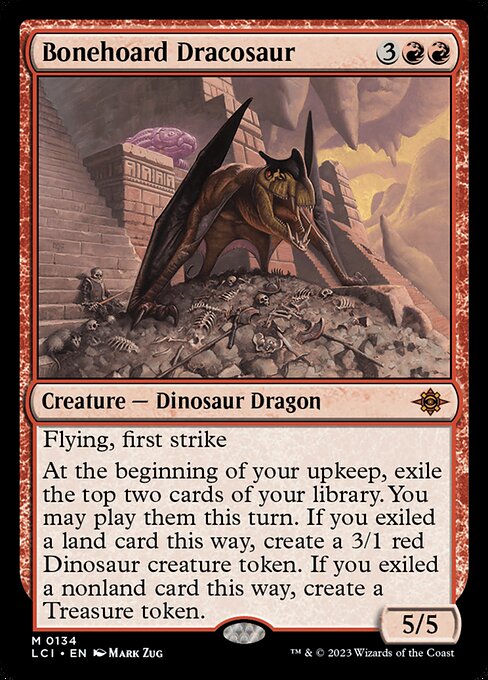 Bonehoard Dracosaur 3
Creature — Dinosaur Dragon
Flying, first strike
At the beginning of your upkeep, exile
the top two cards of your library. You
may play them this turn. If you exiled
a land card this way, create a 3/1 red
Dinosaur creature token. If you exiled
a nonland card this way, create a
Treasure token.
5/5
M 0134
LCI • EN Mark Zug
™ & © 2023 Wizards of the Coast